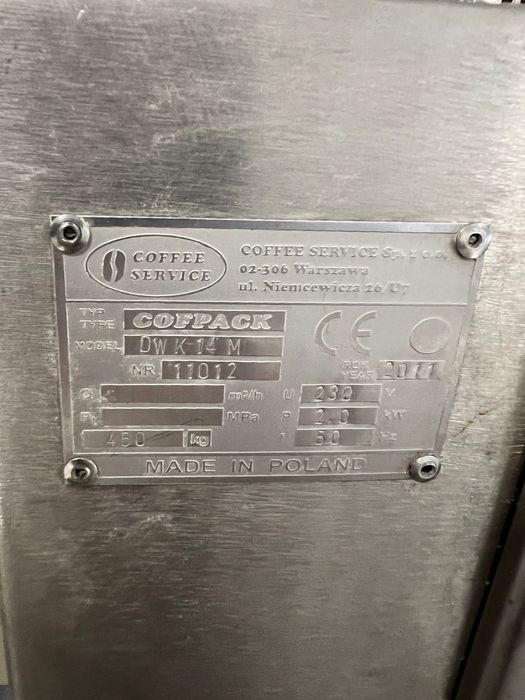 COFFEE SERVICE
COFFEE SERVICE Sp. z o.o.
02-306 Warszawa
ul. Niemcewicza 26/U7
TYP TYPE COFPACK
MODEL DWK 14 M
CE
NR 11012
ROK YEAR 2011
Q m³/h
U 230 V
P MPa
P 2.0 kW
450 kg
f 50 Hz
MADE IN POLAND